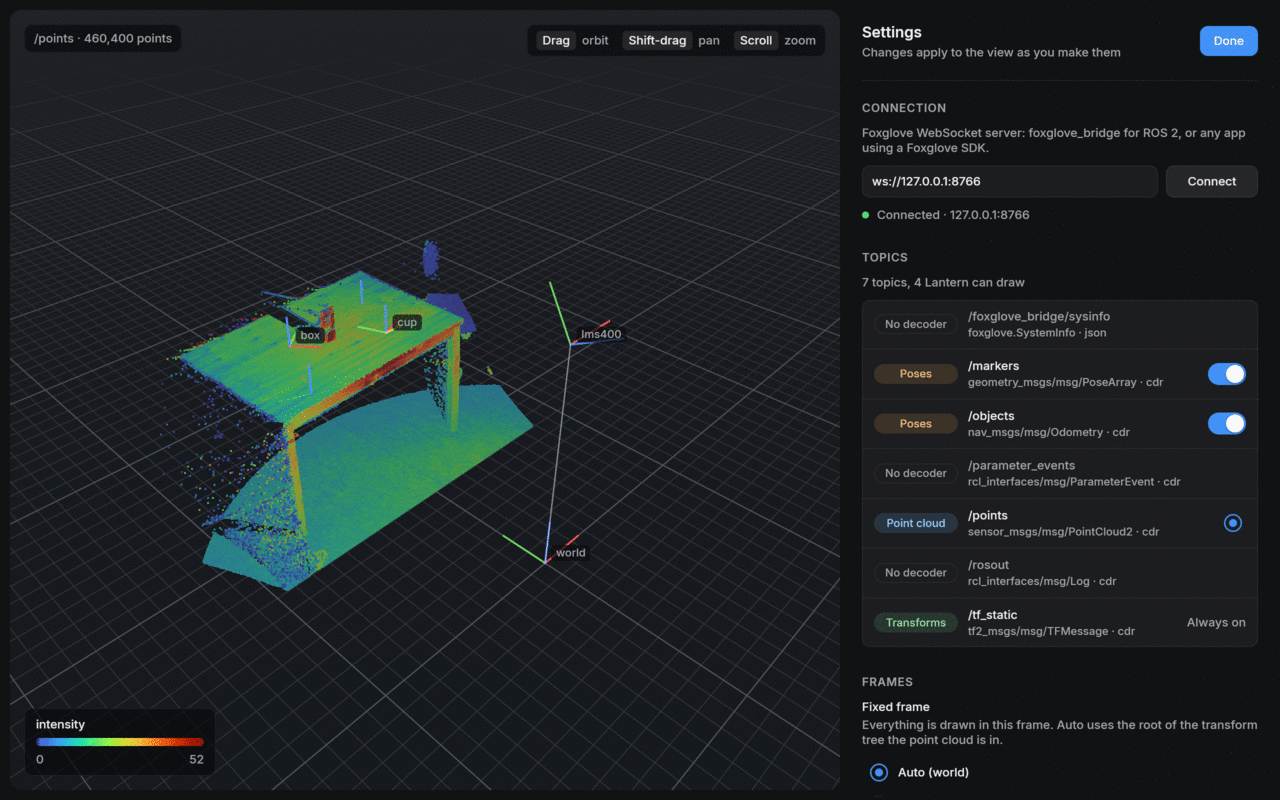 /points · 460,400 points
Drag orbit Shift-drag pan Scroll zoom
box
cup
lms400
world
intensity
0 52
Settings
Changes apply to the view as you make them
Done
CONNECTION
Foxglove WebSocket server: foxglove_bridge for ROS 2, or any app
using a Foxglove SDK.
ws://127.0.0.1:8766
Connect
Connected · 127.0.0.1:8766
TOPICS
7 topics, 4 Lantern can draw
No decoder
/foxglove_bridge/sysinfo
foxglove.SystemInfo · json
Poses
/markers
geometry_msgs/msg/PoseArray · cdr
Poses
/objects
nav_msgs/msg/Odometry · cdr
No decoder
/parameter_events
rcl_interfaces/msg/ParameterEvent · cdr
Point cloud
/points
sensor_msgs/msg/PointCloud2 · cdr
No decoder
/rosout
rcl_interfaces/msg/Log · cdr
Transforms
/tf_static
tf2_msgs/msg/TFMessage · cdr
Always on
FRAMES
Fixed frame
Everything is drawn in this frame. Auto uses the root of the transform
tree the point cloud is in.
Auto (world)